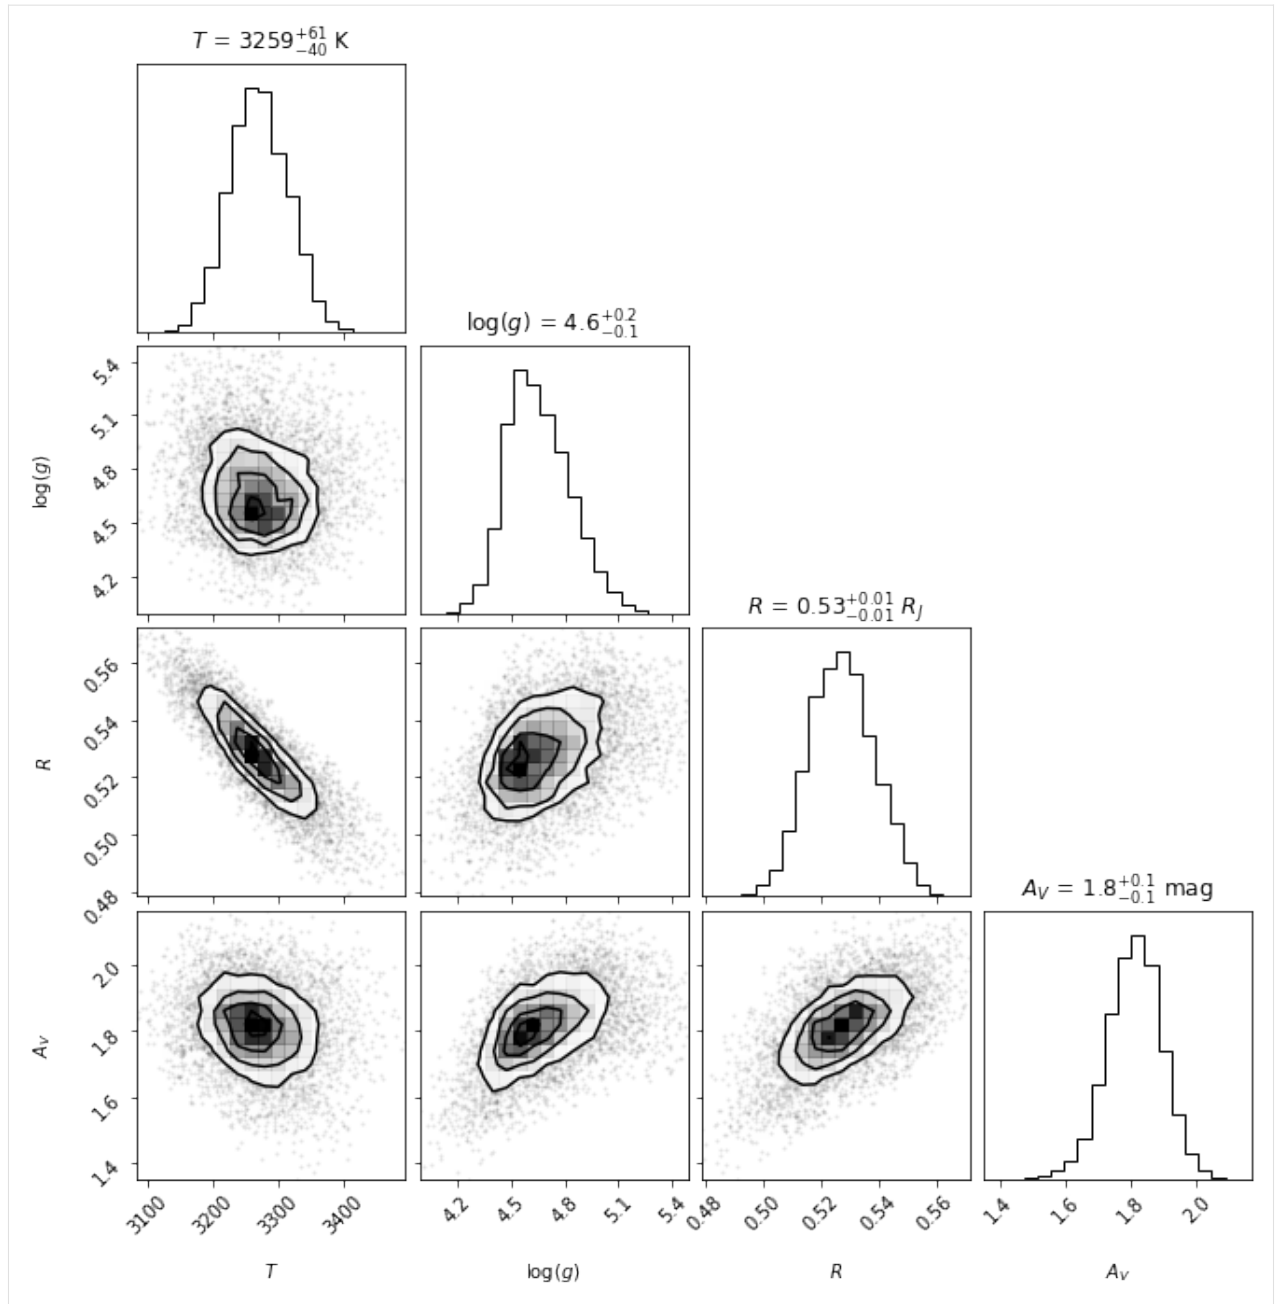 T = 3259 +61 −40 K
log(g) = 4.6 +0.2 −0.1
R = 0.53 +0.01 −0.01 R_J
A_V = 1.8 +0.1 −0.1 mag
log(g)
5.4
5.1
4.8
4.5
4.2
R
0.56
0.54
0.52
0.50
0.48
A_V
2.0
1.8
1.6
1.4
3100 3200 3300 3400 4.2 4.5 4.8 5.1 5.4 0.48 0.50 0.52 0.54 0.56 1.4 1.6 1.8 2.0
T log(g) R A_V